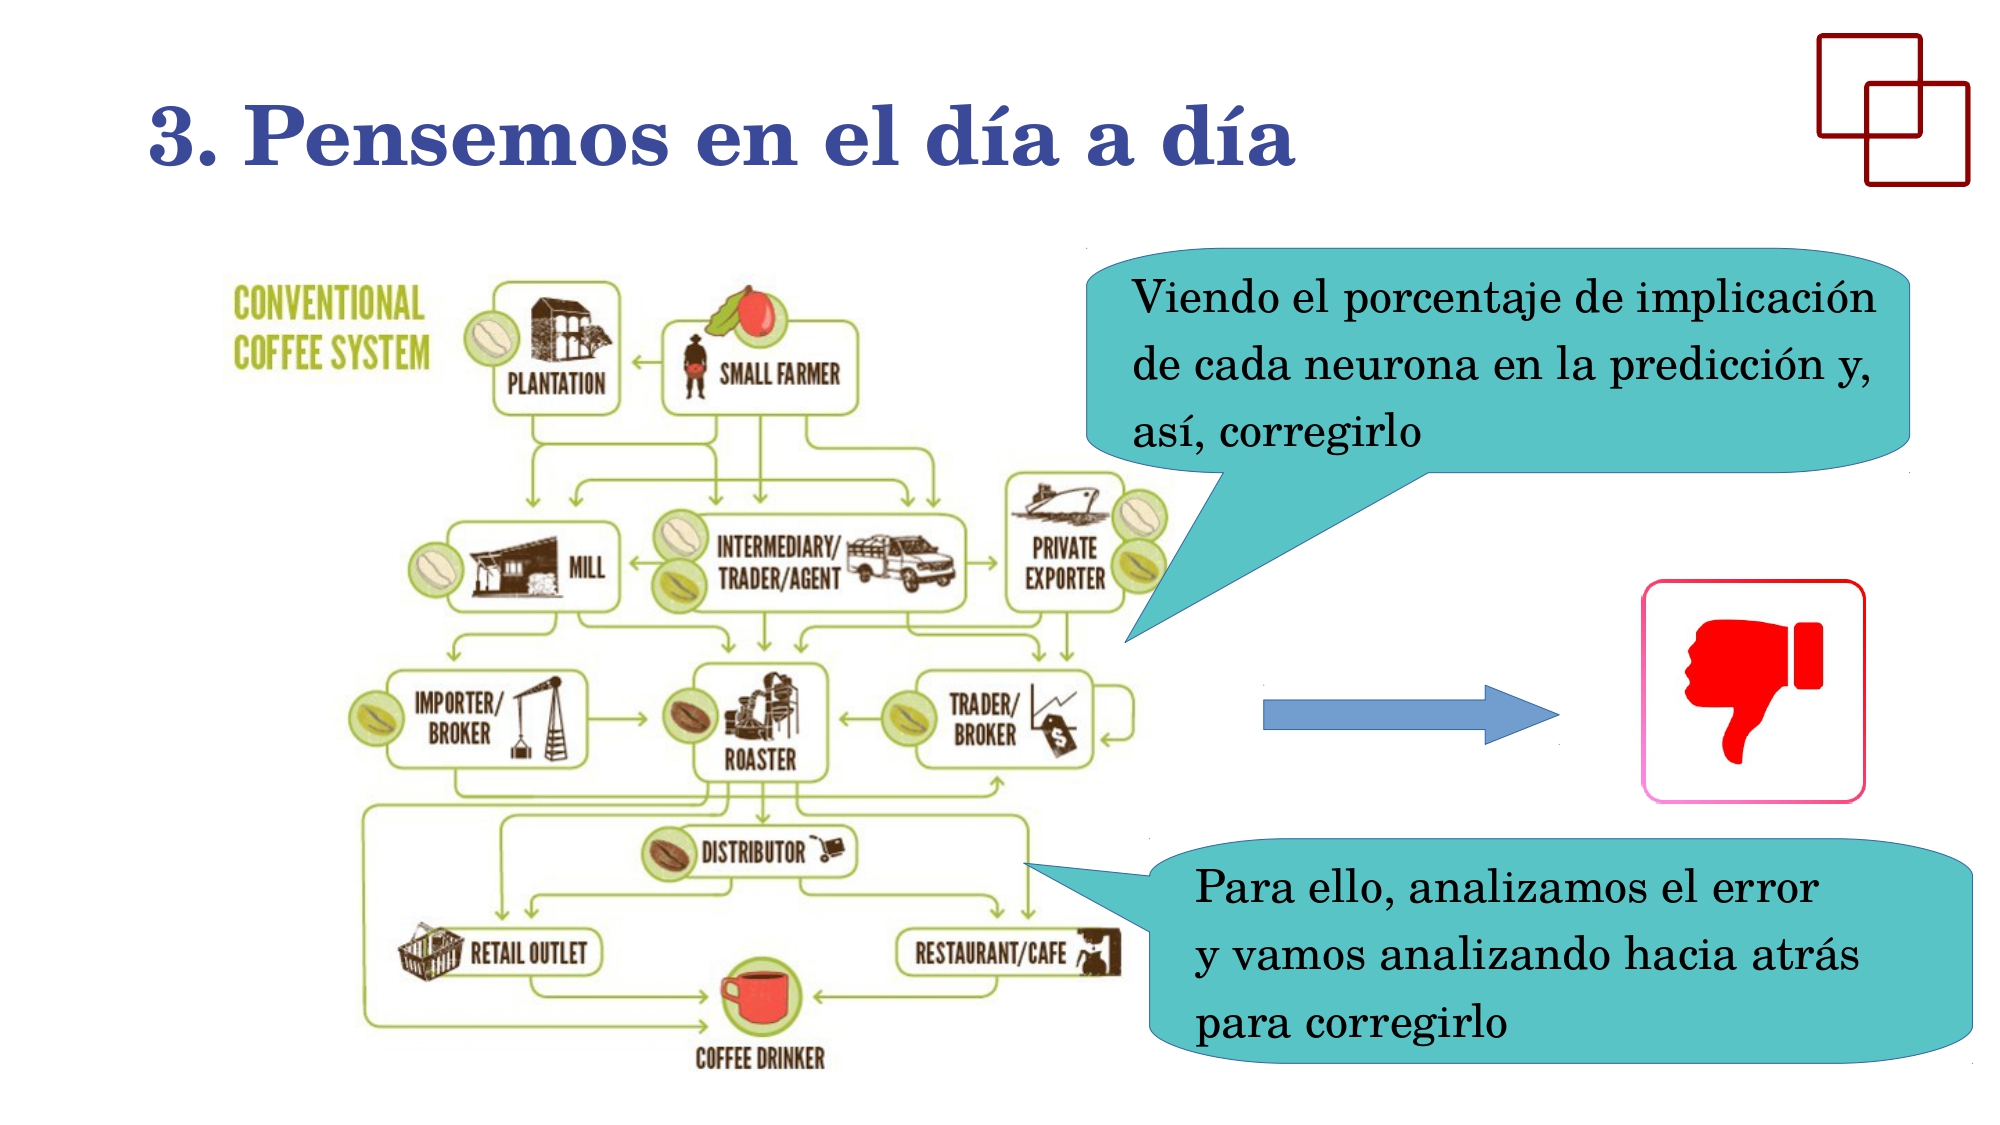 3. Pensemos en el día a día
CONVENTIONAL
COFFEE SYSTEM
PLANTATION
SMALL FARMER
Viendo el porcentaje de implicación
de cada neurona en la predicción y,
así, corregirlo
MILL
INTERMEDIARY/
TRADER/AGENT
PRIVATE
EXPORTER
IMPORTER/
BROKER
ROASTER
TRADER/
BROKER
$
DISTRIBUTOR
RETAIL OUTLET
RESTAURANT/CAFE
COFFEE DRINKER
Para ello, analizamos el error
y vamos analizando hacia atrás
para corregirlo